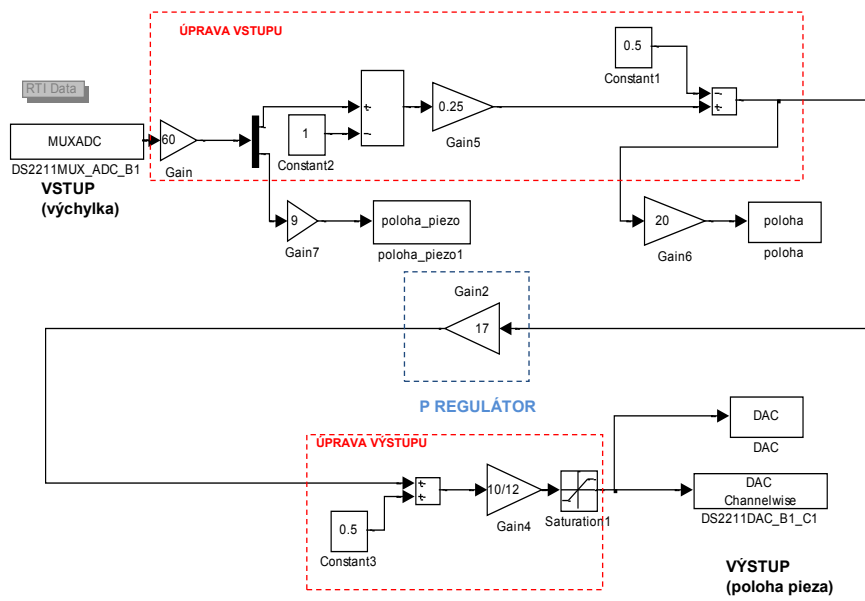 ÚPRAVA VSTUPU
RTI Data
0.5
Constant1
MUXADC
DS2211MUX_ADC_B1
60
Gain
1
Constant2
0.25
Gain5
VSTUP
(výchylka)
9
Gain7
poloha_piezo
poloha_piezo1
20
Gain6
poloha
poloha
Gain2
17
P REGULÁTOR
ÚPRAVA VÝSTUPU
DAC
DAC
0.5
Constant3
10/12
Gain4
Saturation1
DAC
Channelwise
DS2211DAC_B1_C1
VÝSTUP
(poloha pieza)